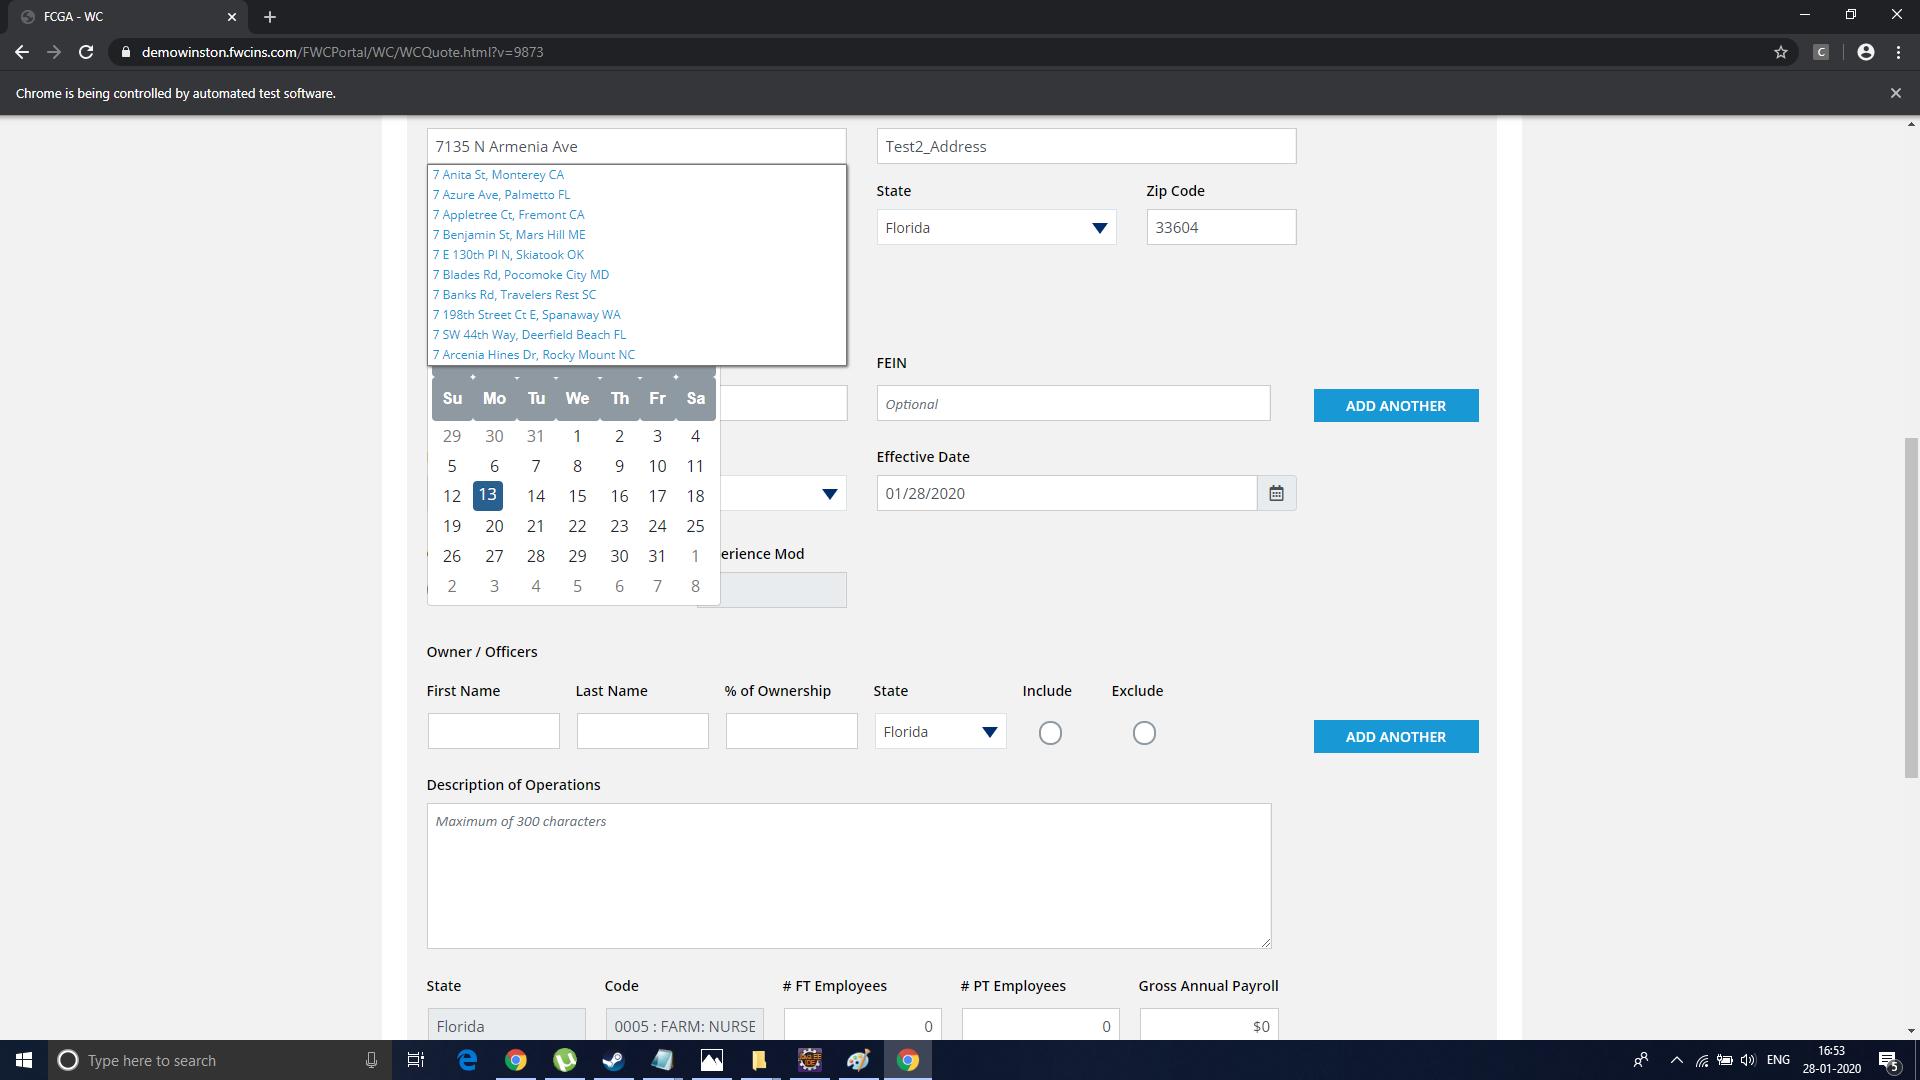 FCGA - WC
demowinston.fwcins.com/FWCPortal/WC/WCQuote.html?v=9873
C
Chrome is being controlled by automated test software.
7135 N Armenia Ave
Test2_Address
7 Anita St, Monterey CA
7 Azure Ave, Palmetto FL
7 Appletree Ct, Fremont CA
7 Benjamin St, Mars Hill ME
7 E 130th Pl N, Skiatook OK
7 Blades Rd, Pocomoke City MD
7 Banks Rd, Travelers Rest SC
7 198th Street Ct E, Spanaway WA
7 SW 44th Way, Deerfield Beach FL
7 Arcenia Hines Dr, Rocky Mount NC
State
Zip Code
Florida
33604
FEIN
Optional
ADD ANOTHER
Su Mo Tu We Th Fr Sa
29 30 31 1 2 3 4
5 6 7 8 9 10 11
12 13 14 15 16 17 18
19 20 21 22 23 24 25
26 27 28 29 30 31 1
2 3 4 5 6 7 8
Effective Date
01/28/2020
erience Mod
Owner / Officers
First Name
Last Name
% of Ownership
State
Include
Exclude
Florida
ADD ANOTHER
Description of Operations
Maximum of 300 characters
State
Code
# FT Employees
# PT Employees
Gross Annual Payroll
Florida
0005 : FARM: NURSE
0
0
$0
Type here to search
ENG
16:53
28-01-2020
5